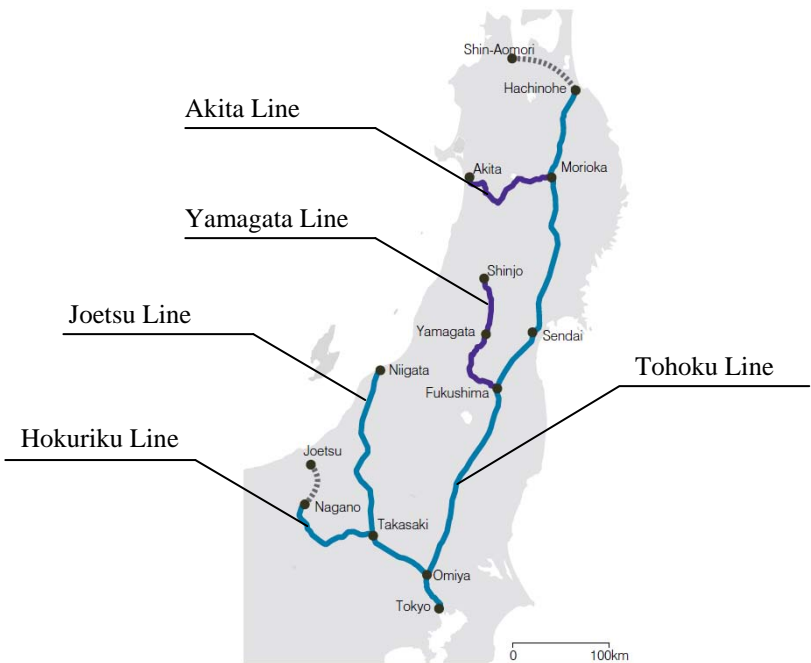 Shin-Aomori
Hachinohe
Akita Line
Akita
Morioka
Yamagata Line
Shinjo
Joetsu Line
Yamagata
Sendai
Niigata
Tohoku Line
Fukushima
Hokuriku Line
Joetsu
Nagano
Takasaki
Omiya
Tokyo
0 100km